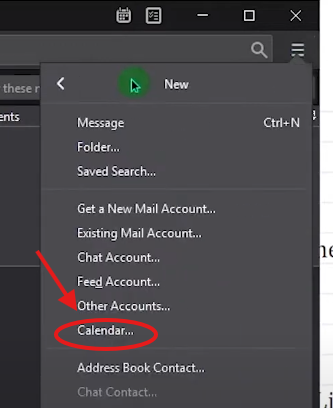 these
New
ents
Message Ctrl+N
Folder...
Saved Search...
Get a New Mail Account...
Existing Mail Account...
Chat Account...
Feed Account...
Other Accounts...
Calendar...
Address Book Contact...
Chat Contact...